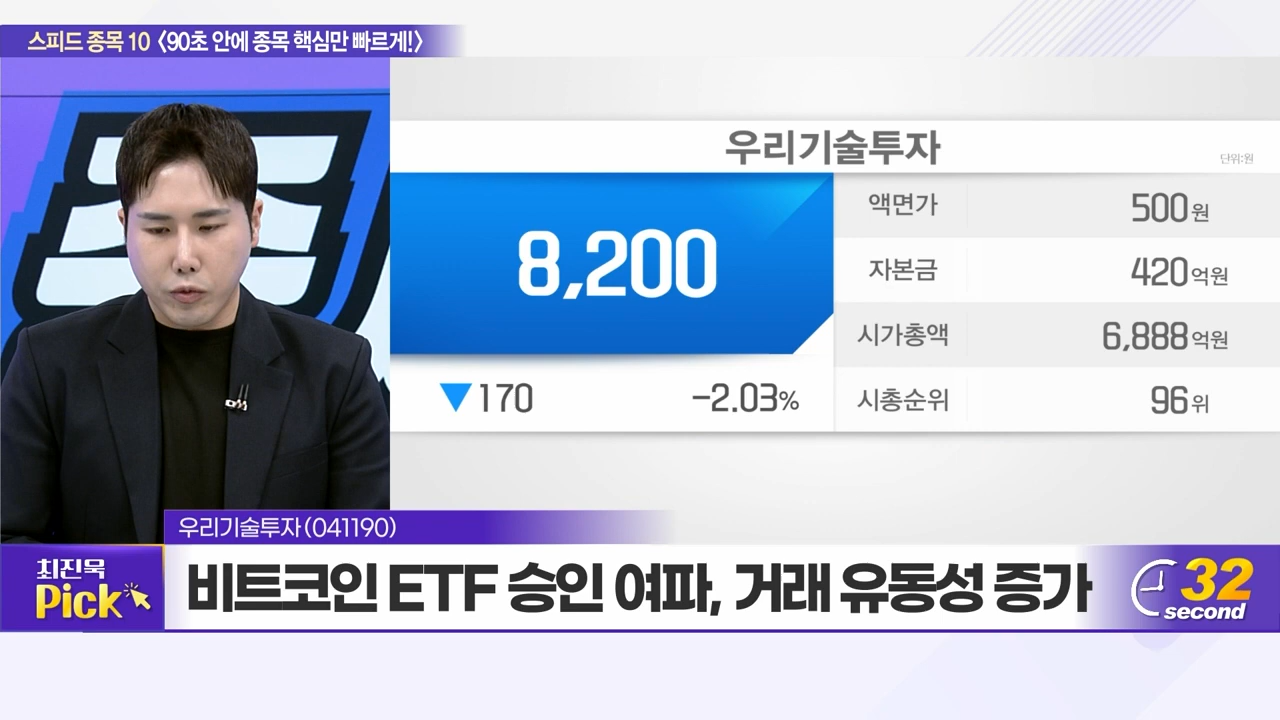 스피드 종목 10 <90초 안에 종목 핵심만 빠르게!>
우리기술투자
단위:원
8,200
▼170 -2.03%
액면가 500원
자본금 420억원
시가총액 6,888억원
시총순위 96위
우리기술투자(041190)
최진욱
Pick
비트코인 ETF 승인 여파, 거래 유동성 증가
32
second